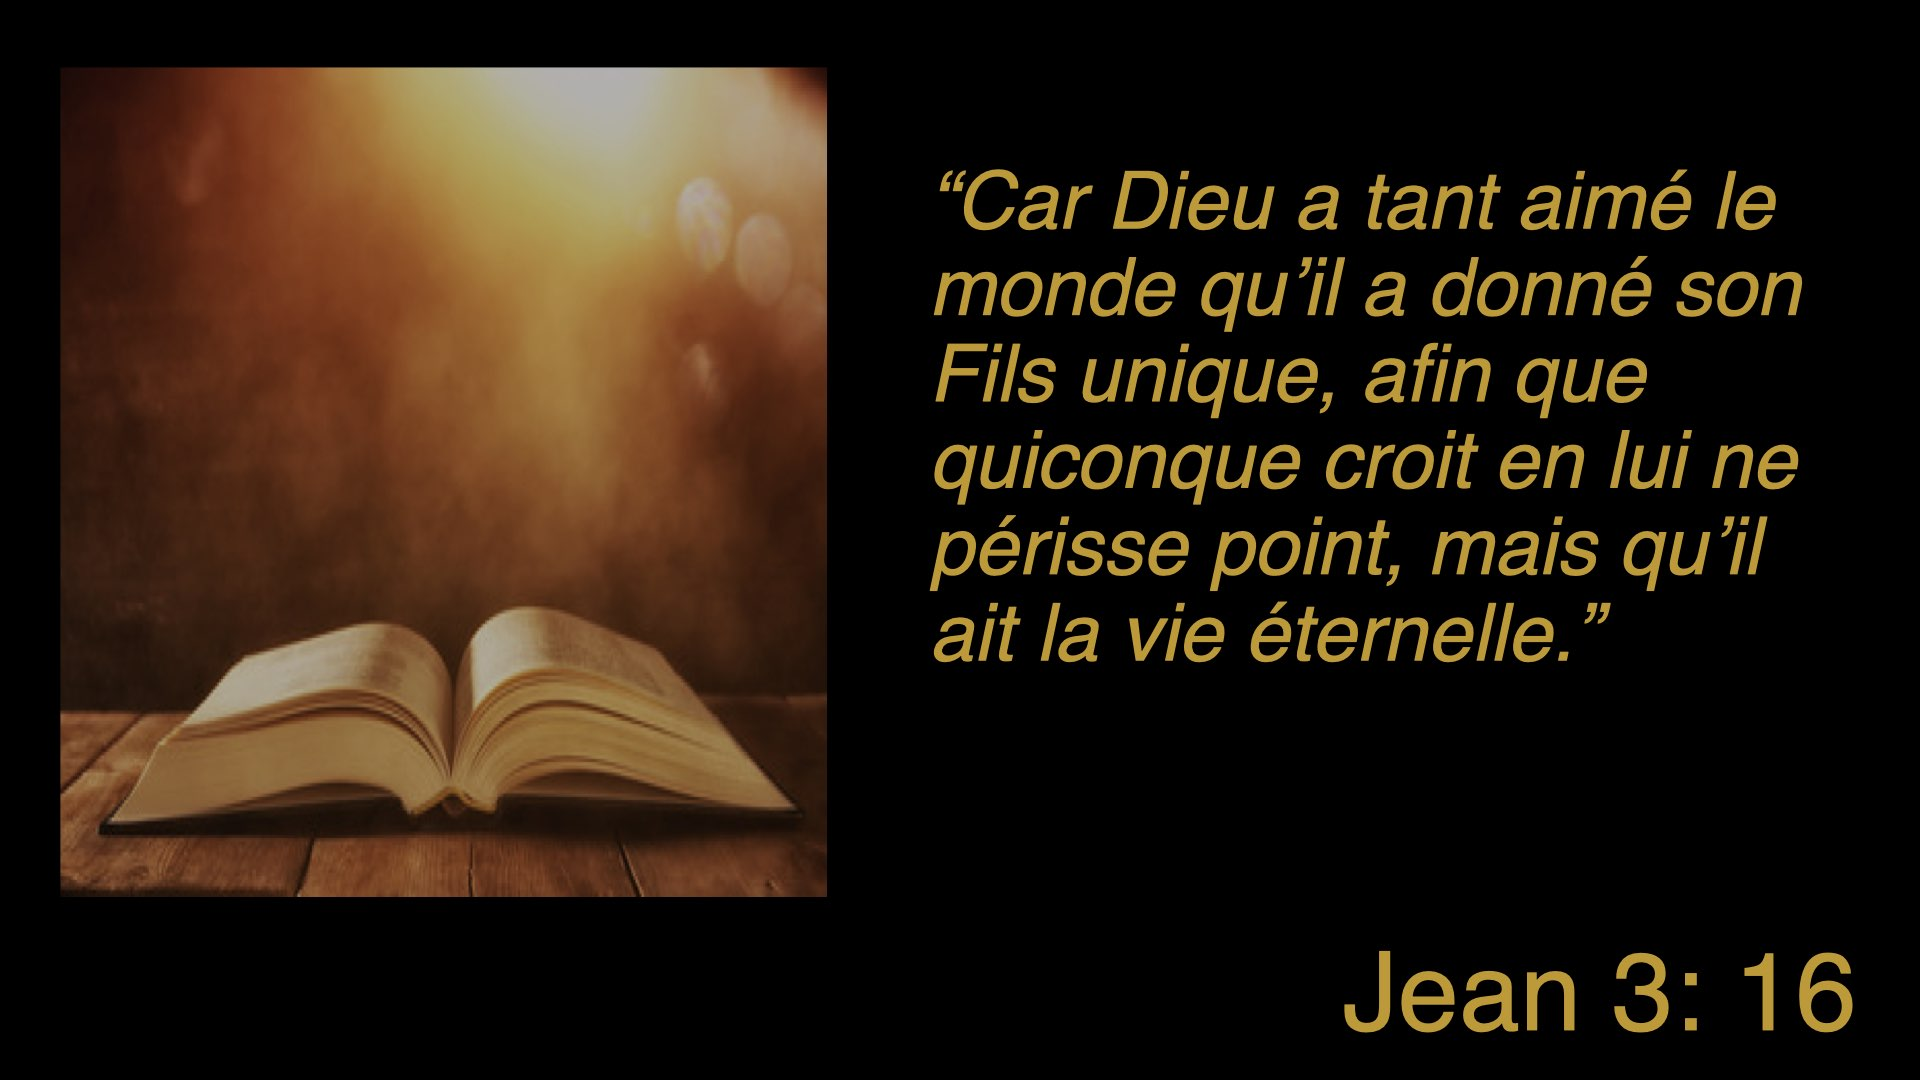 “Car Dieu a tant aimé le
monde qu’il a donné son
Fils unique, afin que
quiconque croit en lui ne
périsse point, mais qu’il
ait la vie éternelle.”
Jean 3: 16